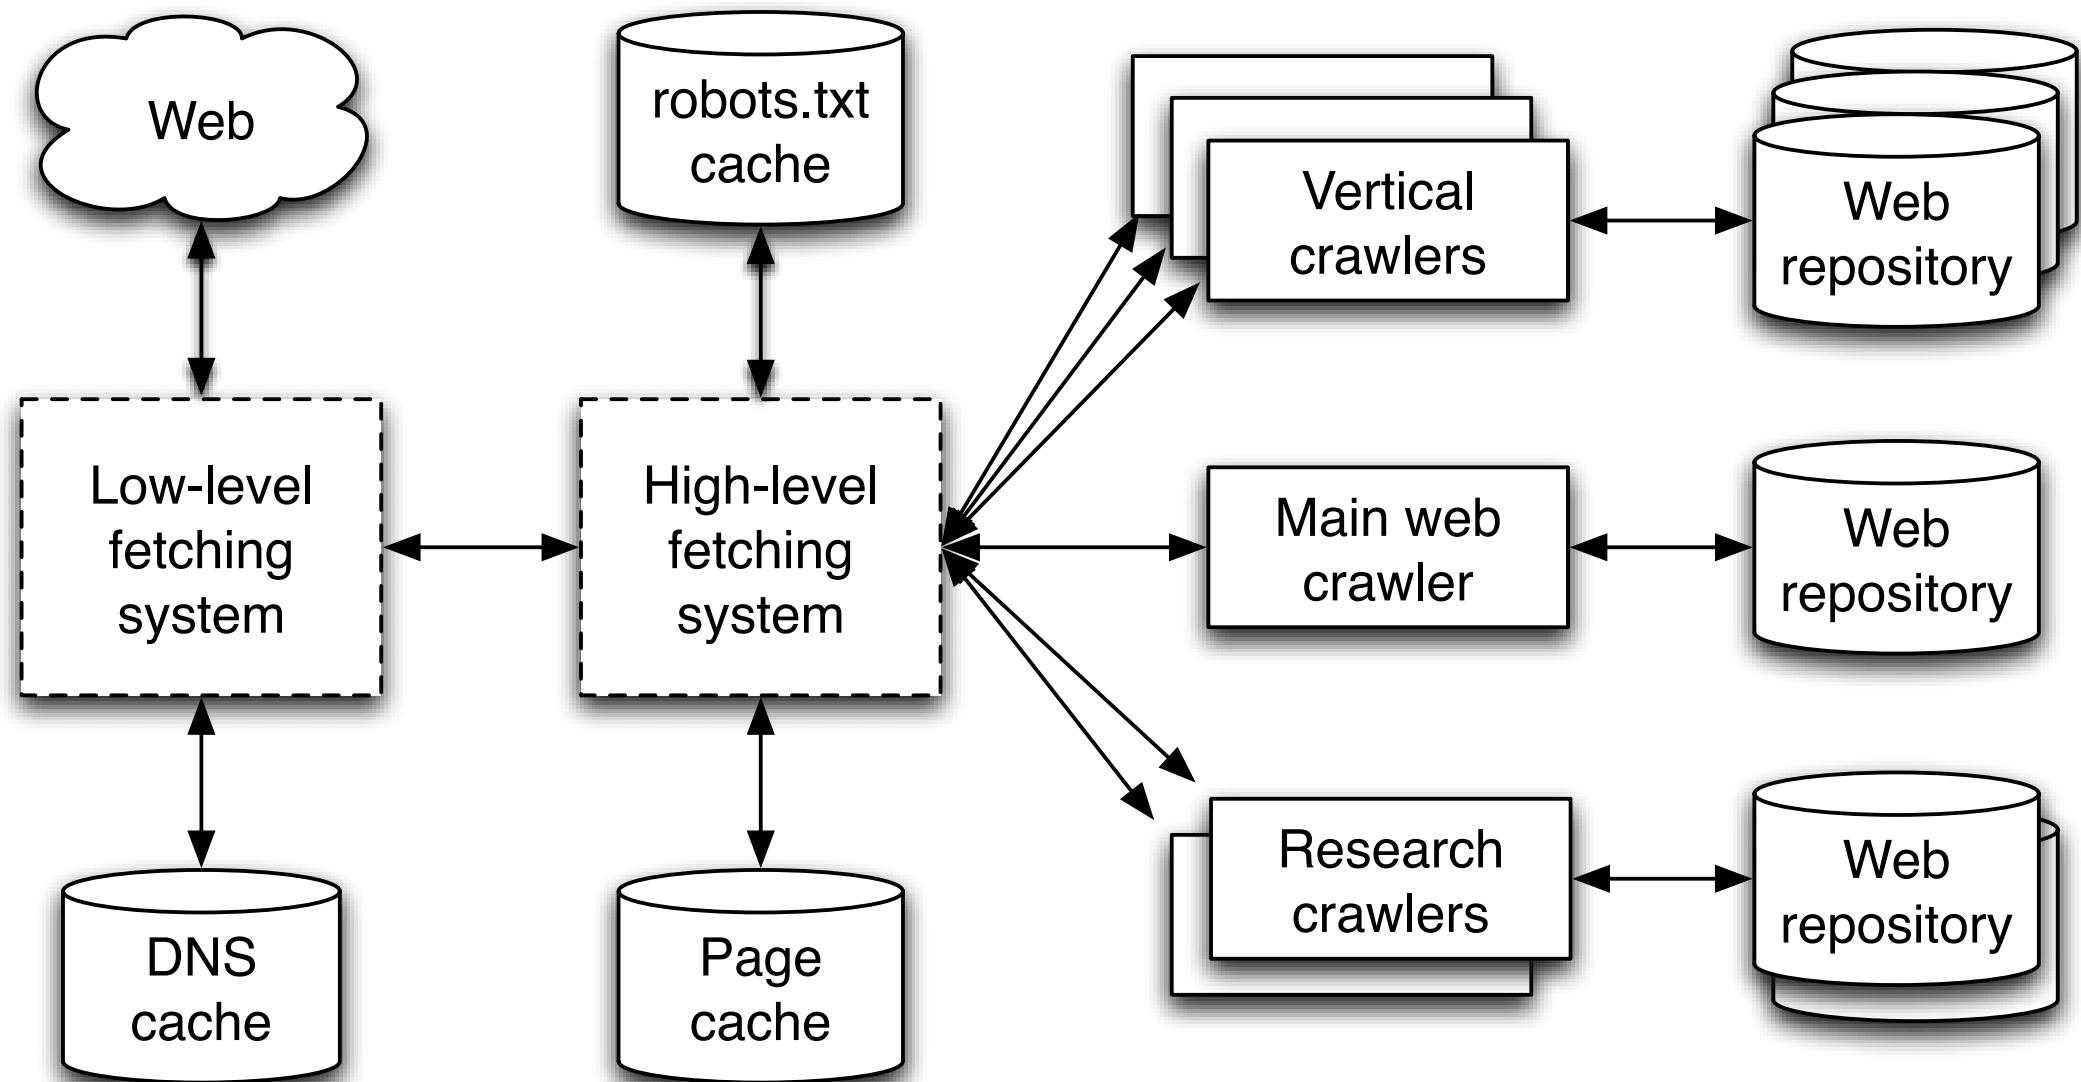 Web
robots.txt
cache
Vertical
crawlers
Web
repository
Low-level
fetching
system
High-level
fetching
system
Main web
crawler
Web
repository
DNS
cache
Page
cache
Research
crawlers
Web
repository